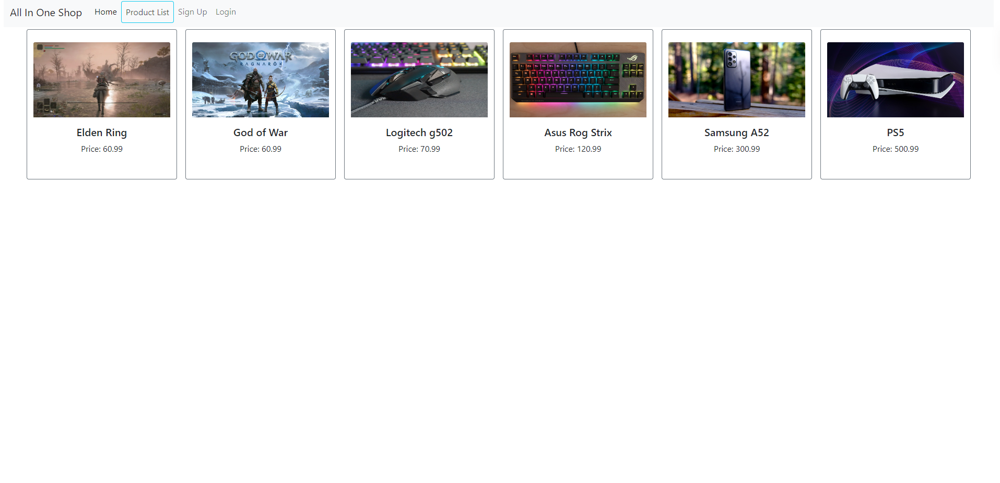 All In One Shop Home Product List Sign Up Login
GOD OF WAR
RAGNARÖK
Elden Ring
Price: 60.99
God of War
Price: 60.99
Logitech g502
Price: 70.99
Asus Rog Strix
Price: 120.99
Samsung A52
Price: 300.99
PS5
Price: 500.99